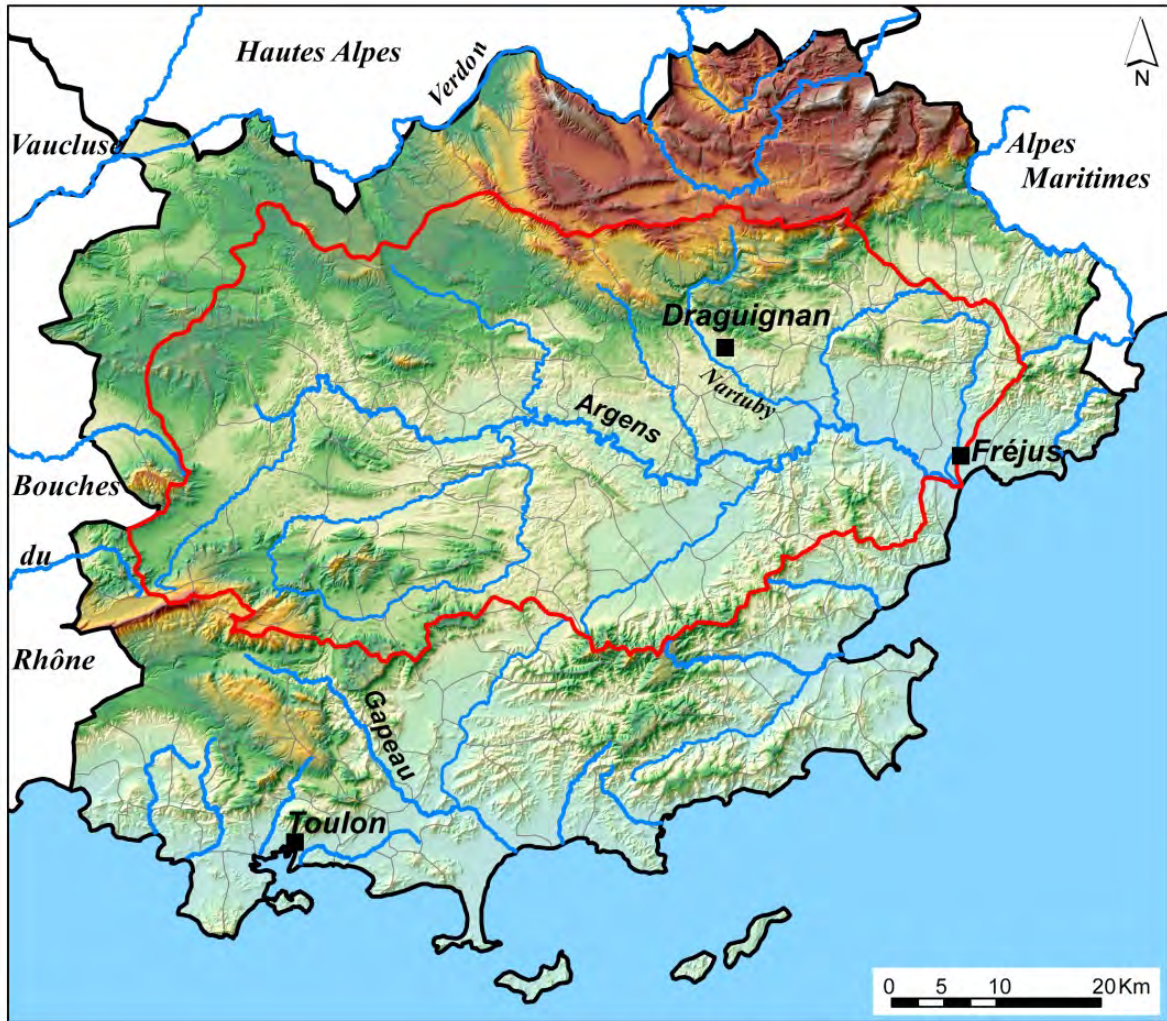 Hautes Alpes
Verdon
N
Vaucluse
Alpes
Maritimes
Draguignan
Nartuby
Argens
Fréjus
Bouches
du
Rhône
Gapeau
Toulon
0 5 10 20 Km